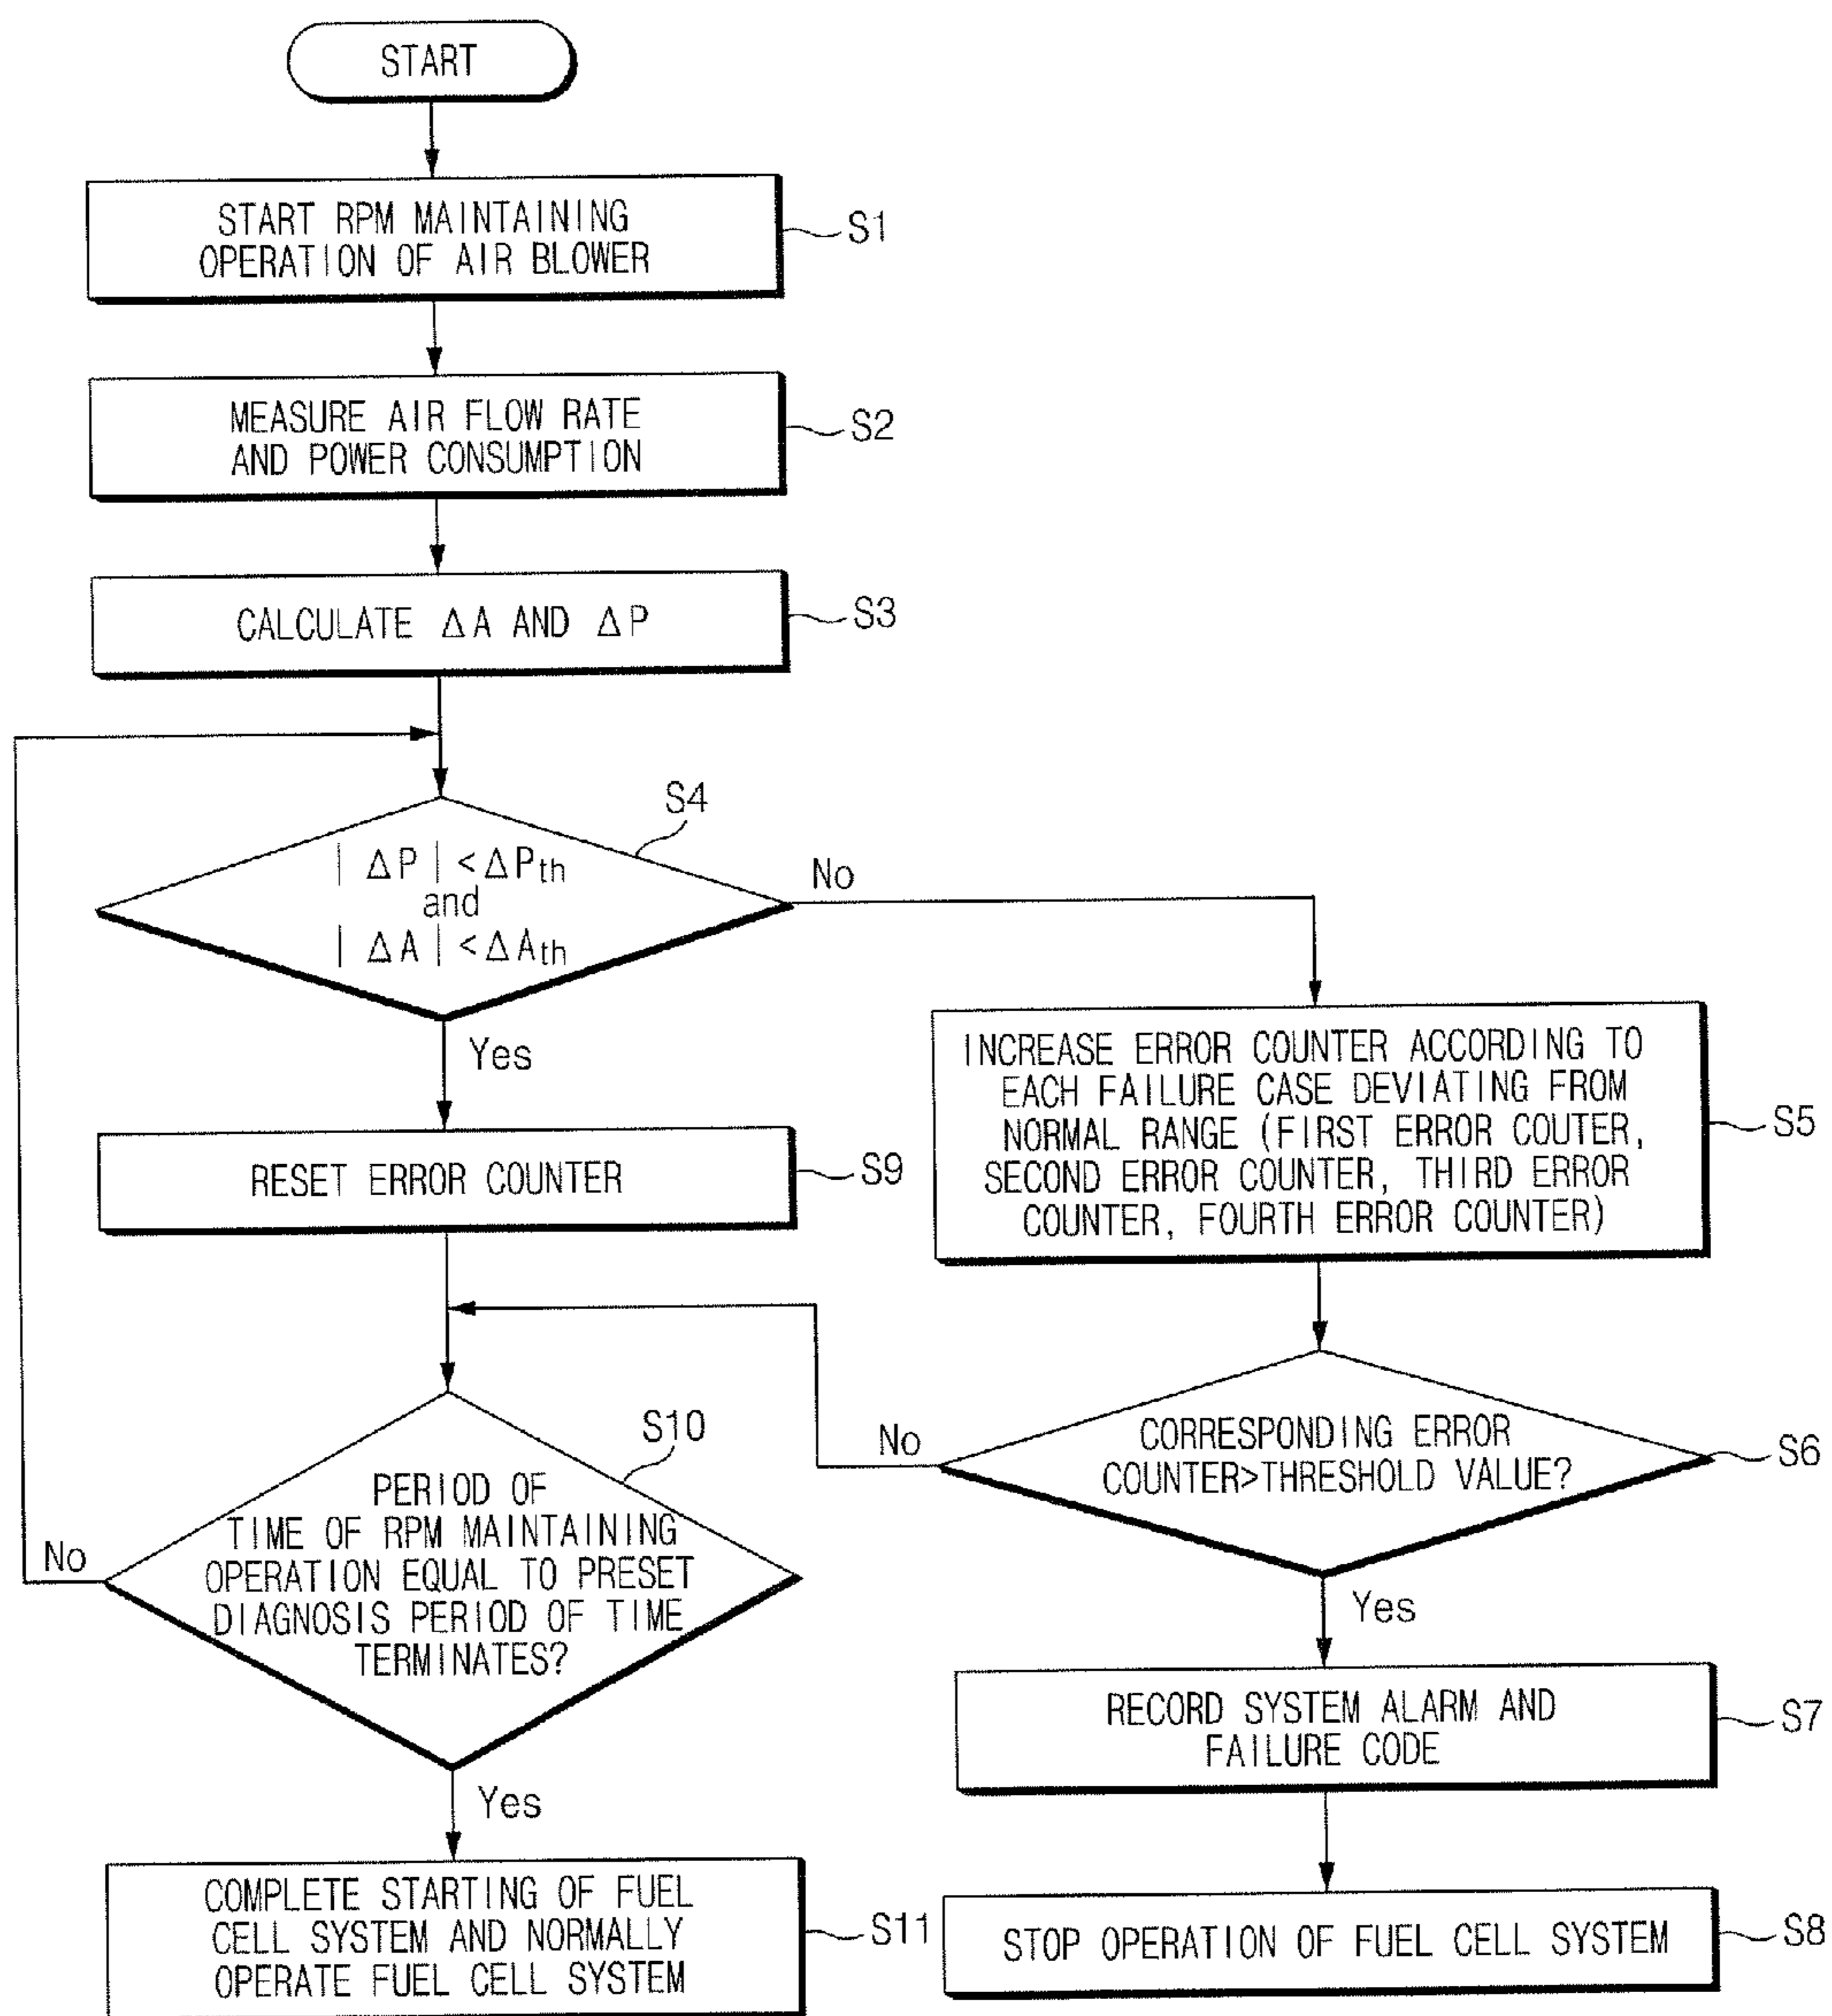 START
START RPM MAINTAINING
OPERATION OF AIR BLOWER
S1
MEASURE AIR FLOW RATE
AND POWER CONSUMPTION
S2
CALCULATE ΔA AND ΔP
S3
S4
| ΔP | <ΔPth
and
| ΔA | <ΔAth
No
Yes
INCREASE ERROR COUNTER ACCORDING TO
EACH FAILURE CASE DEVIATING FROM
NORMAL RANGE (FIRST ERROR COUTER,
SECOND ERROR COUNTER, THIRD ERROR
COUNTER, FOURTH ERROR COUNTER)
S5
RESET ERROR COUNTER
S9
CORRESPONDING ERROR
COUNTER>THRESHOLD VALUE?
S6
No
Yes
S10
PERIOD OF
TIME OF RPM MAINTAINING
OPERATION EQUAL TO PRESET
DIAGNOSIS PERIOD OF TIME
TERMINATES?
No
Yes
RECORD SYSTEM ALARM AND
FAILURE CODE
S7
COMPLETE STARTING OF FUEL
CELL SYSTEM AND NORMALLY
OPERATE FUEL CELL SYSTEM
S11
STOP OPERATION OF FUEL CELL SYSTEM
S8